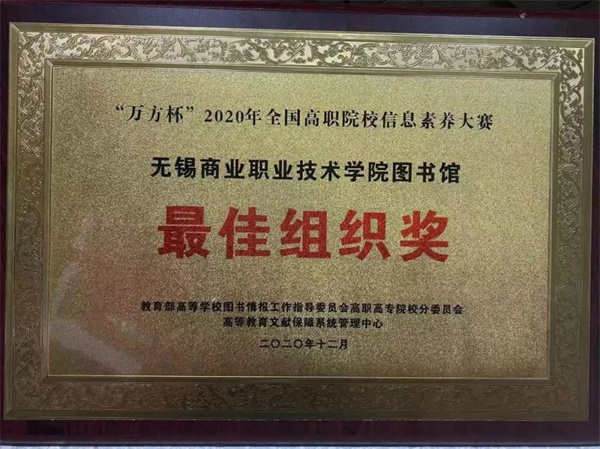 “万方杯”2020年全国高职院校信息素养大赛
无锡商业职业技术学院图书馆
最佳组织奖
教育部高等学校图书情报工作指导委员会高职高专院校分委员会
高等教育文献保障系统管理中心
二〇二〇年十二月